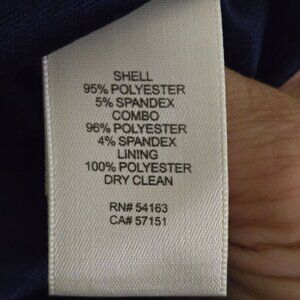 SHELL
95% POLYESTER
5% SPANDEX
COMBO
96% POLYESTER
4% SPANDEX
LINING
100% POLYESTER
DRY CLEAN
RN# 54163
CA# 57151